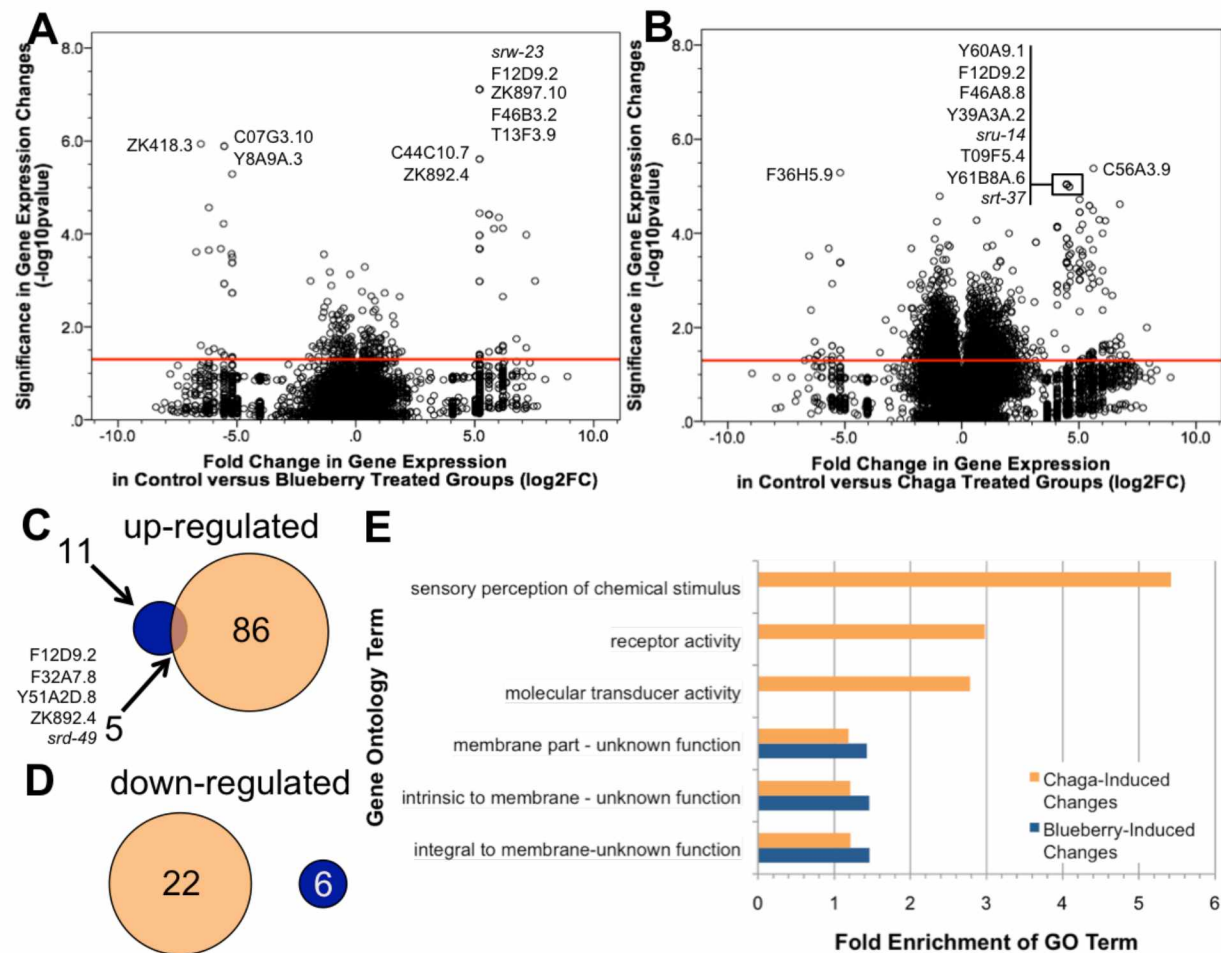 A
Significance in Gene Expression Changes
(-log10pvalue)
8.0
6.0
4.0
2.0
.0
-10.0
-5.0
.0
5.0
10.0
srw-23
F12D9.2
ZK897.10
F46B3.2
T13F3.9
ZK418.3
C07G3.10
Y8A9A.3
C44C10.7
ZK892.4
Fold Change in Gene Expression
in Control versus Blueberry Treated Groups (log2FC)
B
Significance in Gene Expression Changes
(-log10pvalue)
8.0
6.0
4.0
2.0
.0
-10.0
-5.0
.0
5.0
10.0
Y60A9.1
F12D9.2
F46A8.8
Y39A3A.2
sru-14
T09F5.4
Y61B8A.6
srt-37
F36H5.9
C56A3.9
Fold Change in Gene Expression
in Control versus Chaga Treated Groups (log2FC)
C
up-regulated
11
86
F12D9.2
F32A7.8
Y51A2D.8
ZK892.4
srd-49
5
D
down-regulated
22
6
E
Gene Ontology Term
sensory perception of chemical stimulus
receptor activity
molecular transducer activity
membrane part - unknown function
intrinsic to membrane - unknown function
integral to membrane-unknown function
Chaga-Induced
Changes
Blueberry-Induced
Changes
0
1
2
3
4
5
6
Fold Enrichment of GO Term